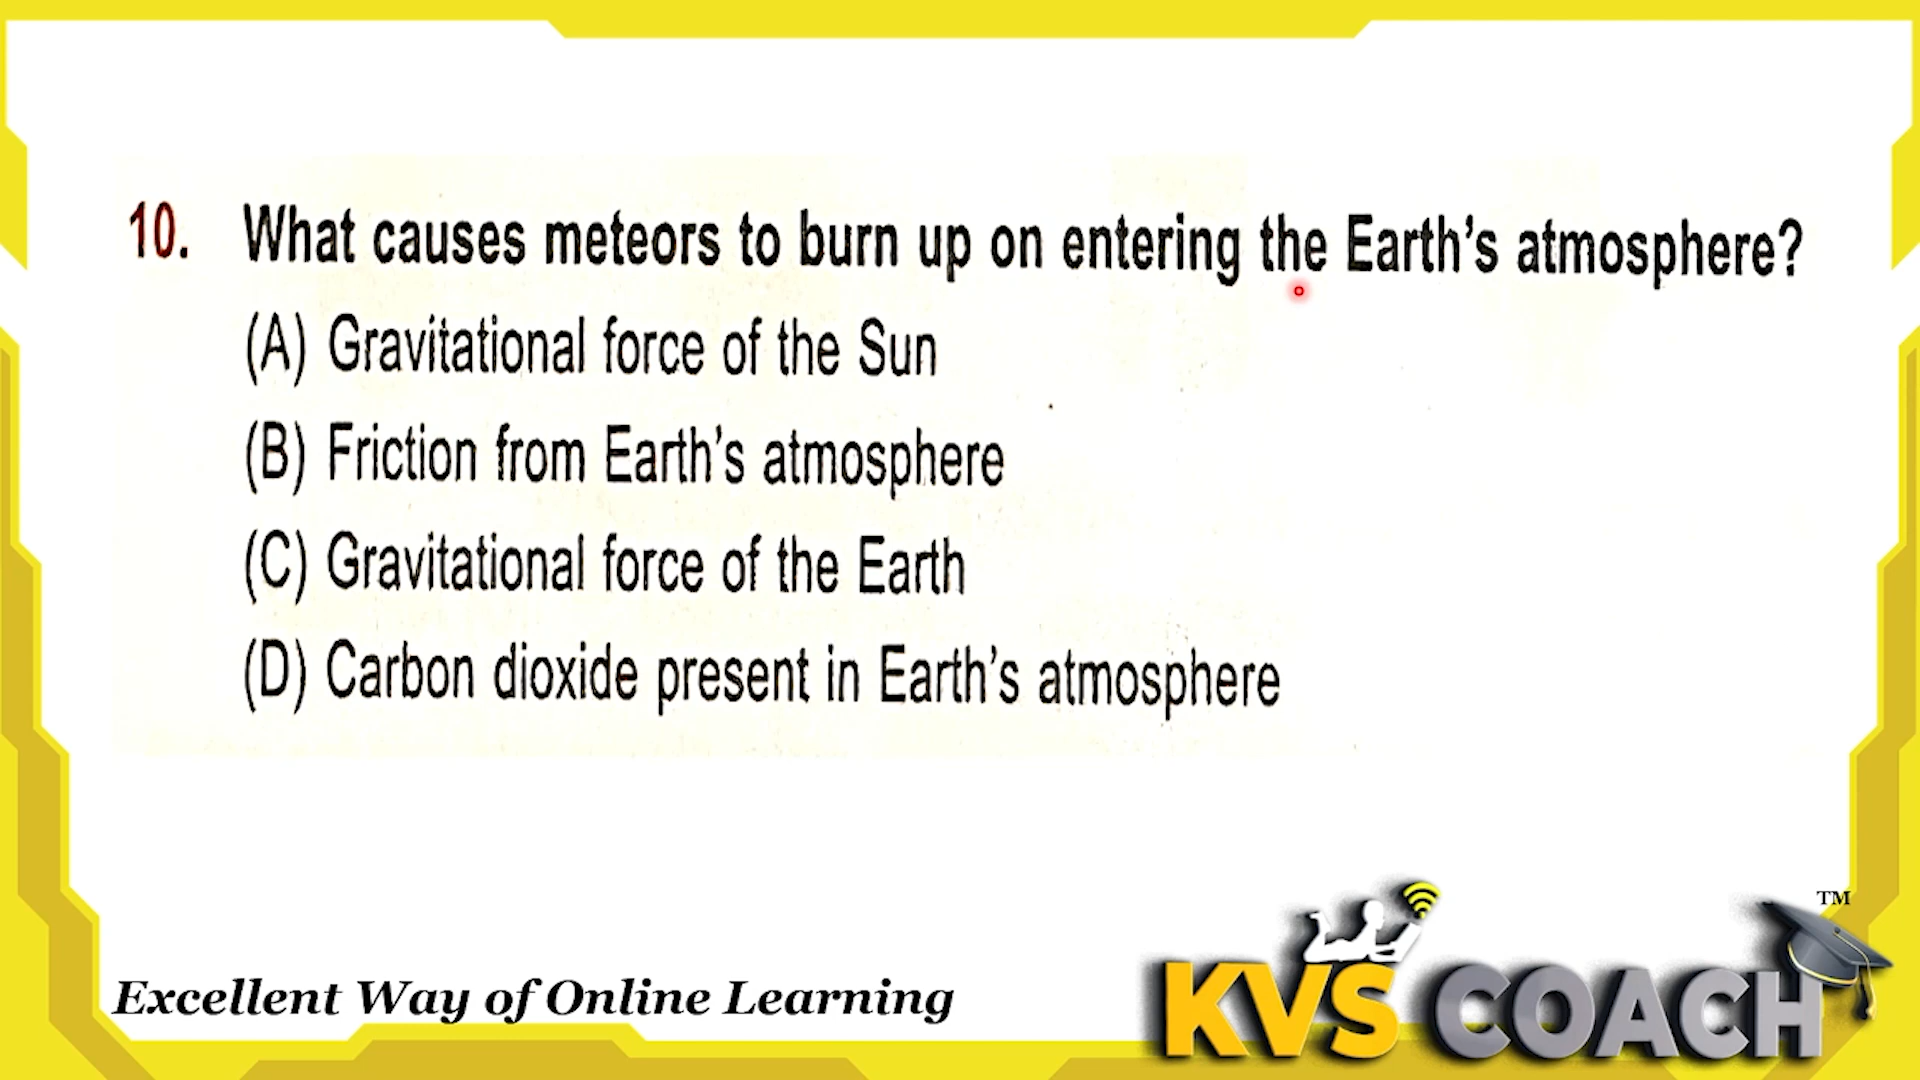 10. What causes meteors to burn up on entering the Earth's atmosphere?
(A) Gravitational force of the Sun
(B) Friction from Earth's atmosphere
(C) Gravitational force of the Earth
(D) Carbon dioxide present in Earth's atmosphere
Excellent Way of Online Learning
KVS COACH TM